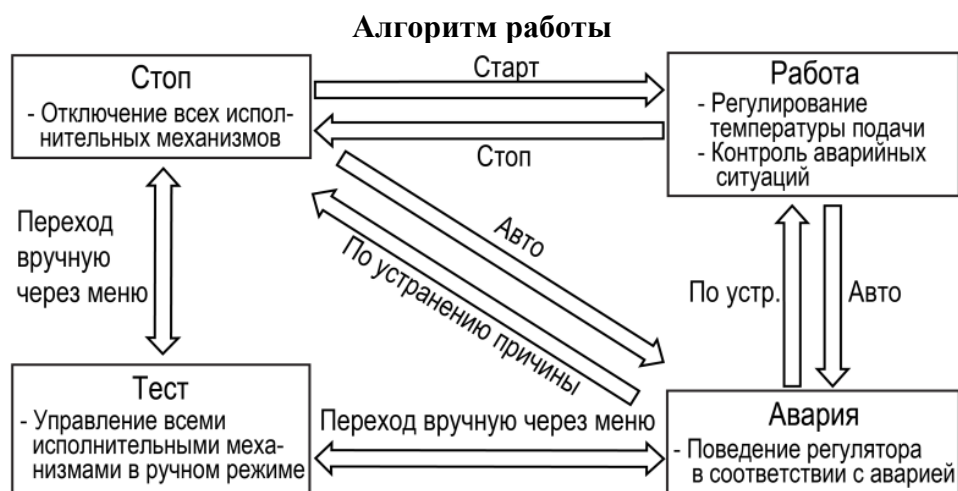 Алгоритм работы
Стоп
- Отключение всех испол-
нительных механизмов
Старт
Стоп
Работа
- Регулирование
температуры подачи
- Контроль аварийных
ситуаций
Переход
вручную
через меню
Авто
По устранению причины
По устр.
Авто
Тест
- Управление всеми
исполнительными меха-
низмами в ручном режиме
Переход вручную через меню
Авария
- Поведение регулятора
в соответствии с аварией